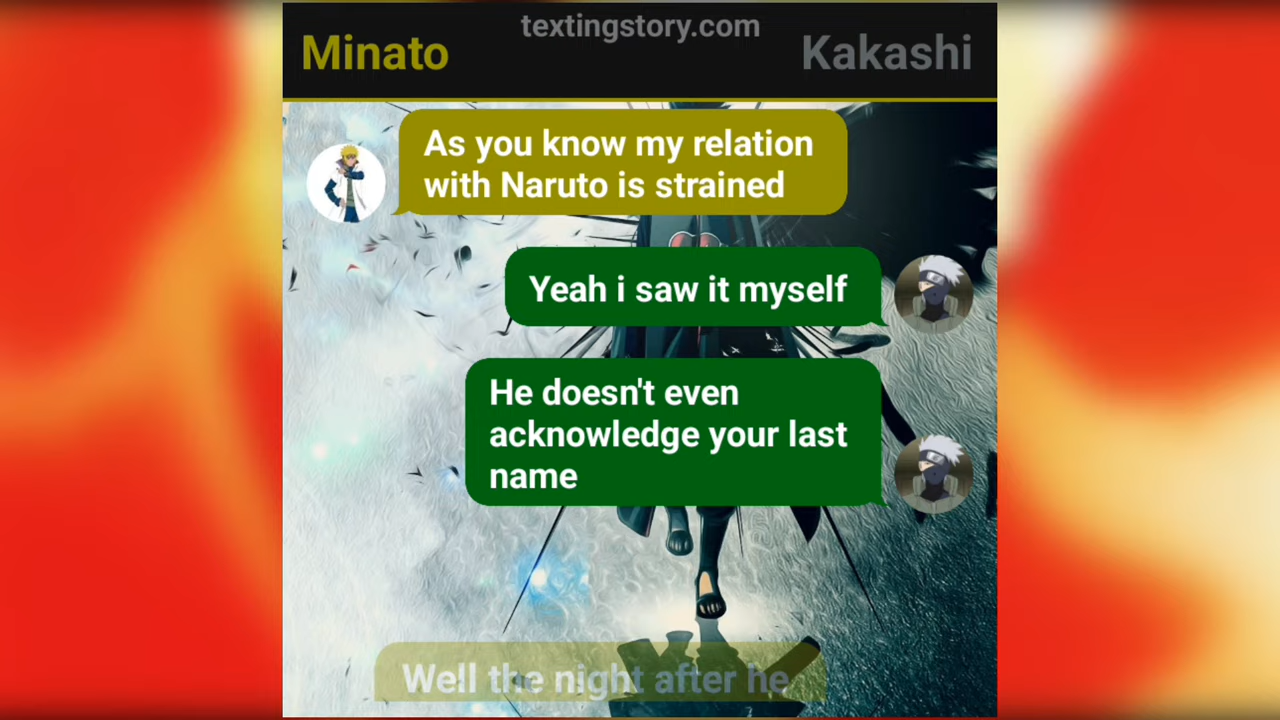 textingstory.com
Minato
Kakashi
As you know my relation
with Naruto is strained
Yeah i saw it myself
He doesn't even
acknowledge your last
name
Well the night after he